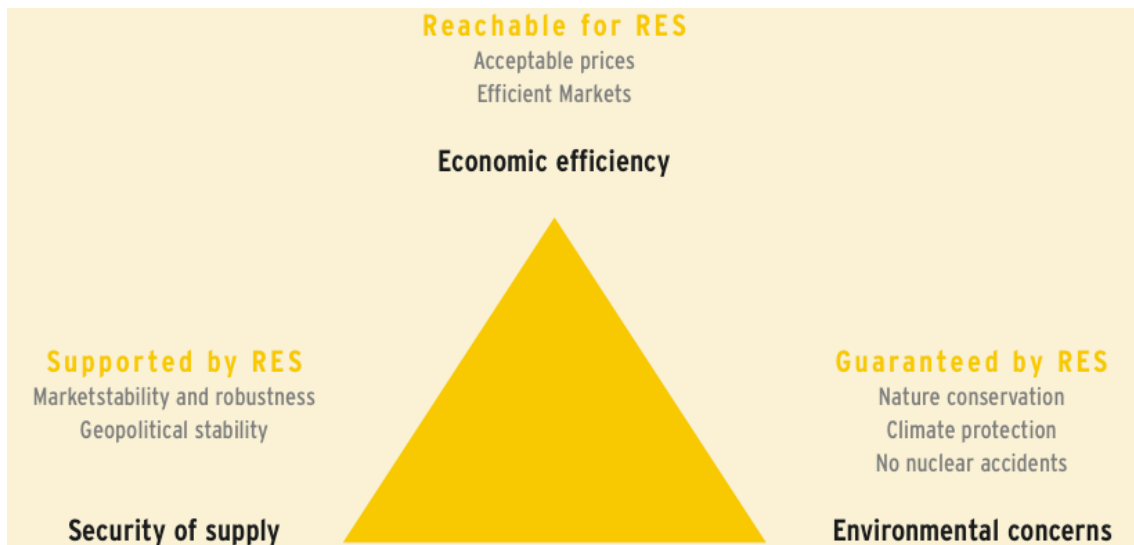 Reachable for RES
Acceptable prices
Efficient Markets
Economic efficiency
Supported by RES
Marketstability and robustness
Geopolitical stability
Security of supply
Guaranteed by RES
Nature conservation
Climate protection
No nuclear accidents
Environmental concerns